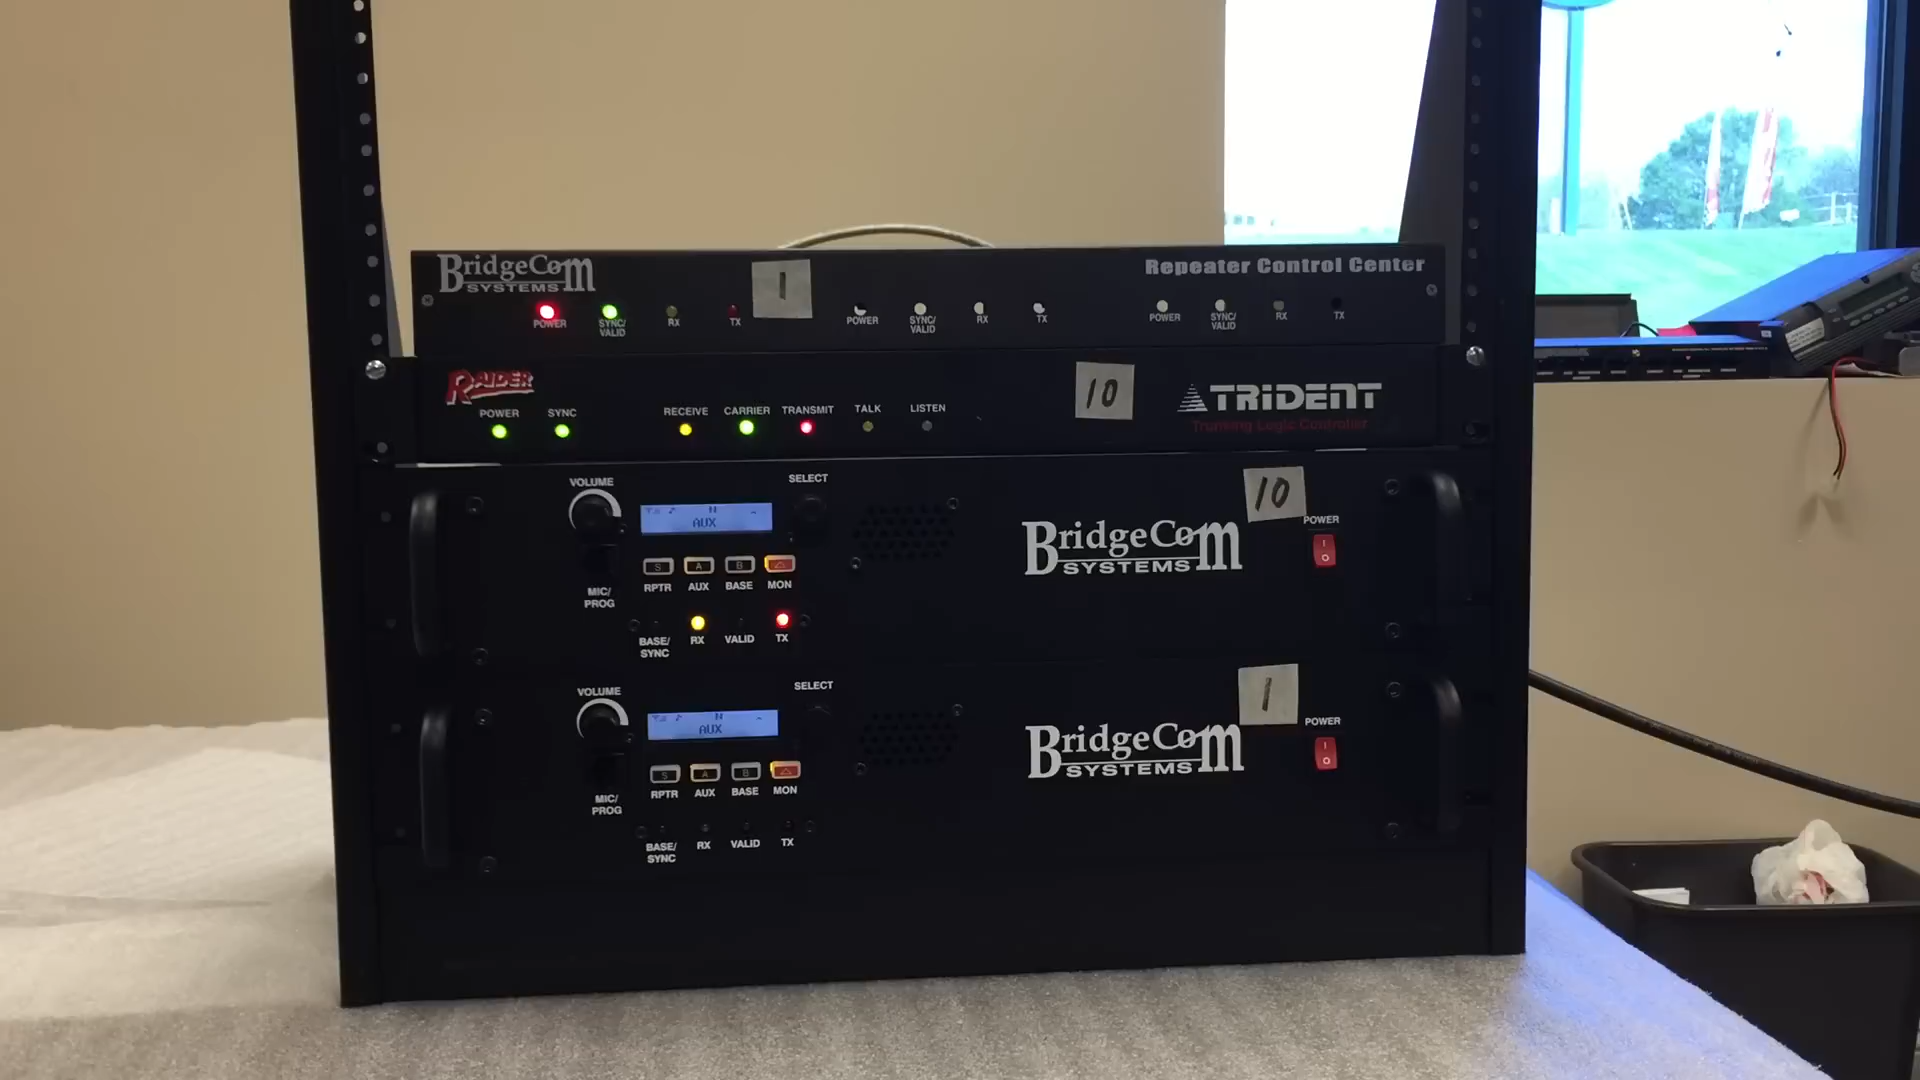 BridgeCom
SYSTEMS
1
Repeater Control Center
POWER
SYNC/
VALID
RX
TX
POWER
SYNC/
VALID
RX
TX
POWER
SYNC/
VALID
RX
TX
RAIDER
10
TRIDENT
Trunking Logic Controller
POWER
SYNC
RECEIVE
CARRIER
TRANSMIT
TALK
LISTEN
VOLUME
SELECT
N
AUX
S
A
B
RPTR
AUX
BASE
MON
MIC/
PROG
BASE/
SYNC
RX
VALID
TX
BridgeCom
SYSTEMS
10
POWER
VOLUME
SELECT
N
AUX
S
A
B
RPTR
AUX
BASE
MON
MIC/
PROG
BASE/
SYNC
RX
VALID
TX
BridgeCom
SYSTEMS
1
POWER